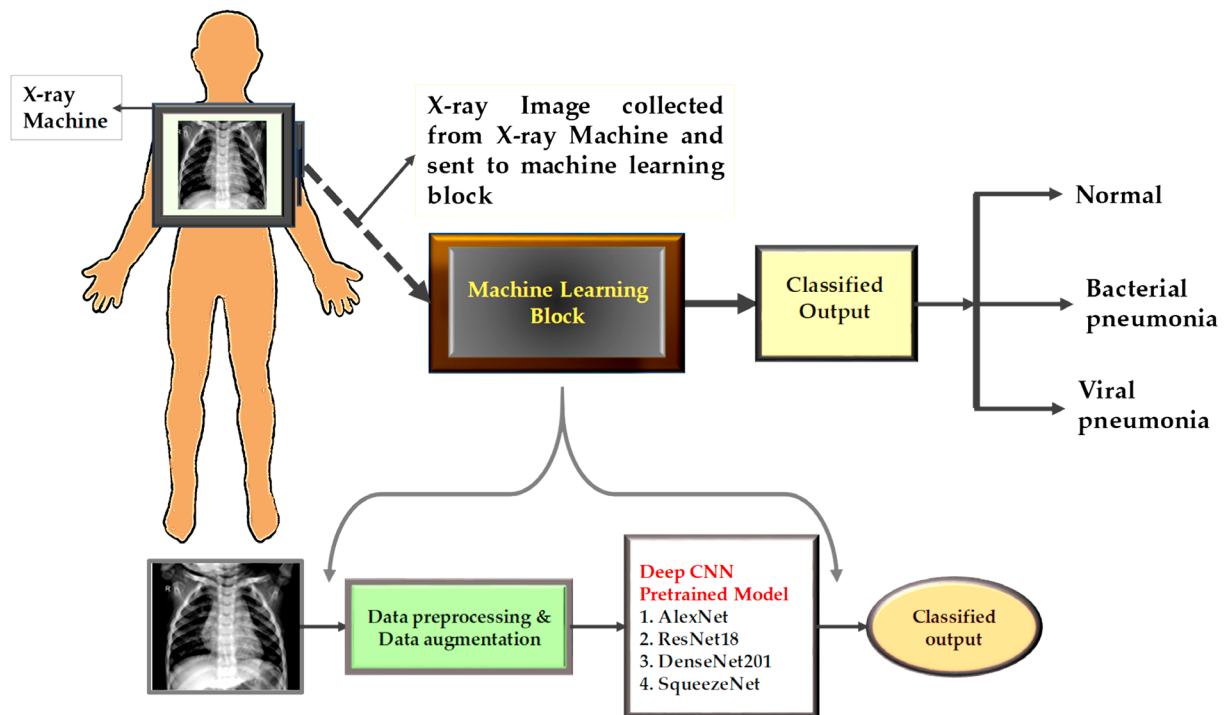 X-ray
Machine
X-ray Image collected
from X-ray Machine and
sent to machine learning
block
Machine Learning
Block
Classified
Output
Normal
Bacterial
pneumonia
Viral
pneumonia
R
R
Data preprocessing &
Data augmentation
Deep CNN
Pretrained Model
1. AlexNet
2. ResNet18
3. DenseNet201
4. SqueezeNet
Classified
output